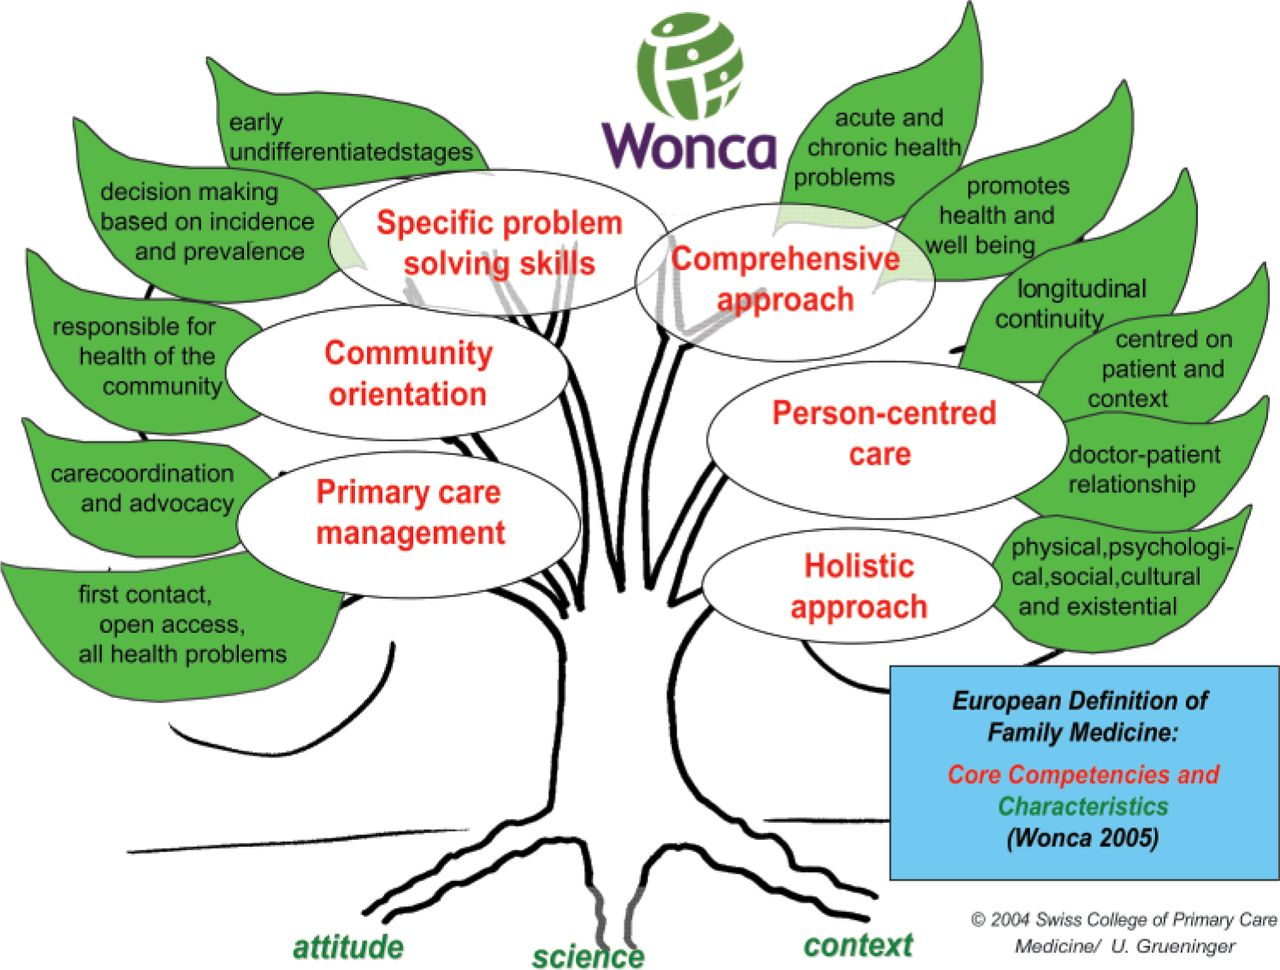 Wonca
early
undifferentiatedstages
decision making
based on incidence
and prevalence
responsible for
health of the
community
carecoordination
and advocacy
first contact,
open access,
all health problems
Specific problem
solving skills
Community
orientation
Primary care
management
acute and
chronic health
problems
promotes
health and
well being
longitudinal
continuity
centred on
patient and
context
doctor-patient
relationship
physical,psychologi-
cal,social,cultural
and existential
Comprehensive
approach
Person-centred
care
Holistic
approach
European Definition of
Family Medicine:
Core Competencies and
Characteristics
(Wonca 2005)
attitude
science
context
© 2004 Swiss College of Primary Care
Medicine/ U. Grueninger